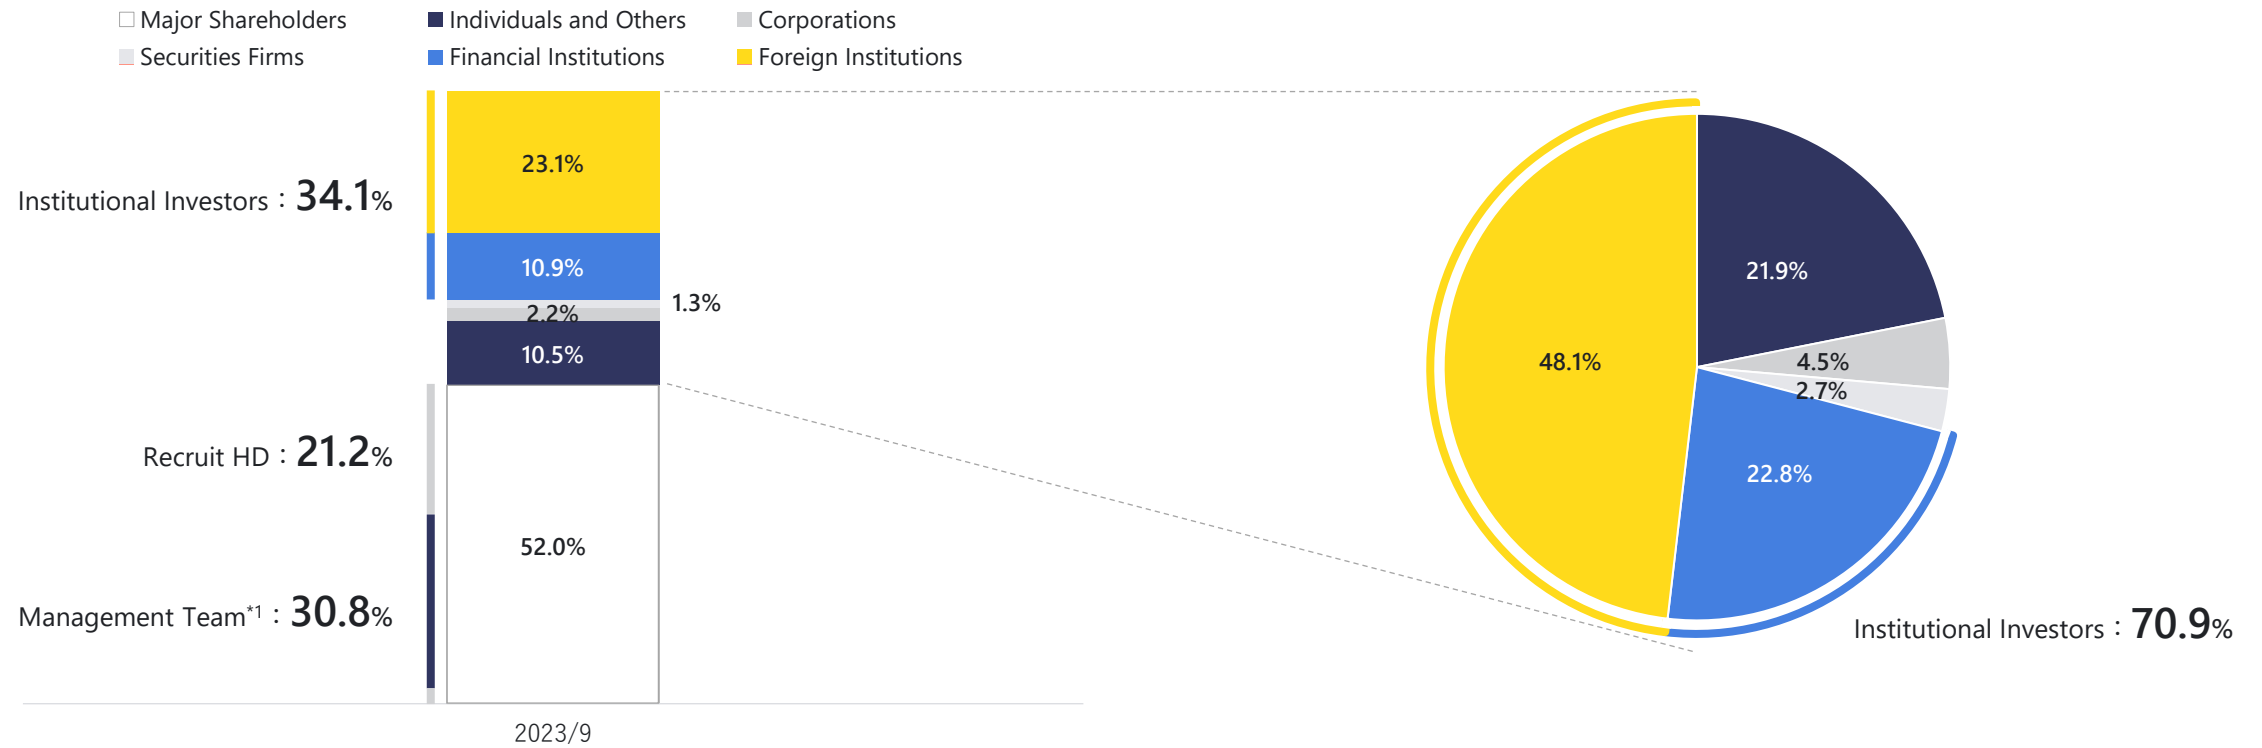 Major Shareholders
Individuals and Others
Corporations
Securities Firms
Financial Institutions
Foreign Institutions
23.1%
Institutional Investors：34.1%
10.9%
1.3%
2.2%
10.5%
Recruit HD：21.2%
52.0%
Management Team*1：30.8%
2023/9
21.9%
48.1%
4.5%
2.7%
22.8%
Institutional Investors：70.9%